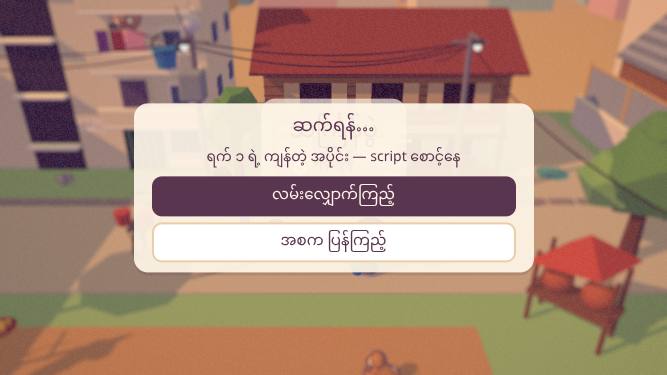 ဆက်ရန်...
ရက် ၁ ရဲ့ ကျန်တဲ့ အပိုင်း — script စောင့်နေ
လမ်းလျှောက်ကြည့်
အစက ပြန်ကြည့်